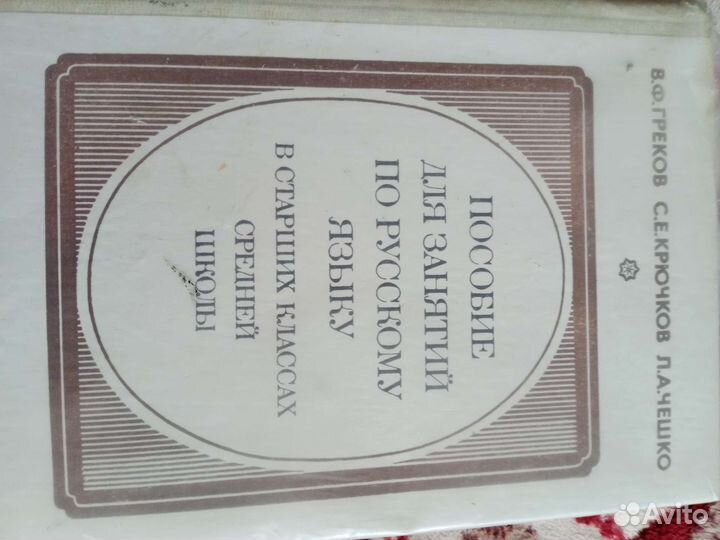 В.Ф.ГРЕКОВ С.Е.КРЮЧКОВ Л.А.ЧЕШКО
ПОСОБИЕ
ДЛЯ ЗАНЯТИЙ
ПО РУССКОМУ
ЯЗЫКУ
В СТАРШИХ КЛАССАХ
СРЕДНЕЙ
ШКОЛЫ
Avito